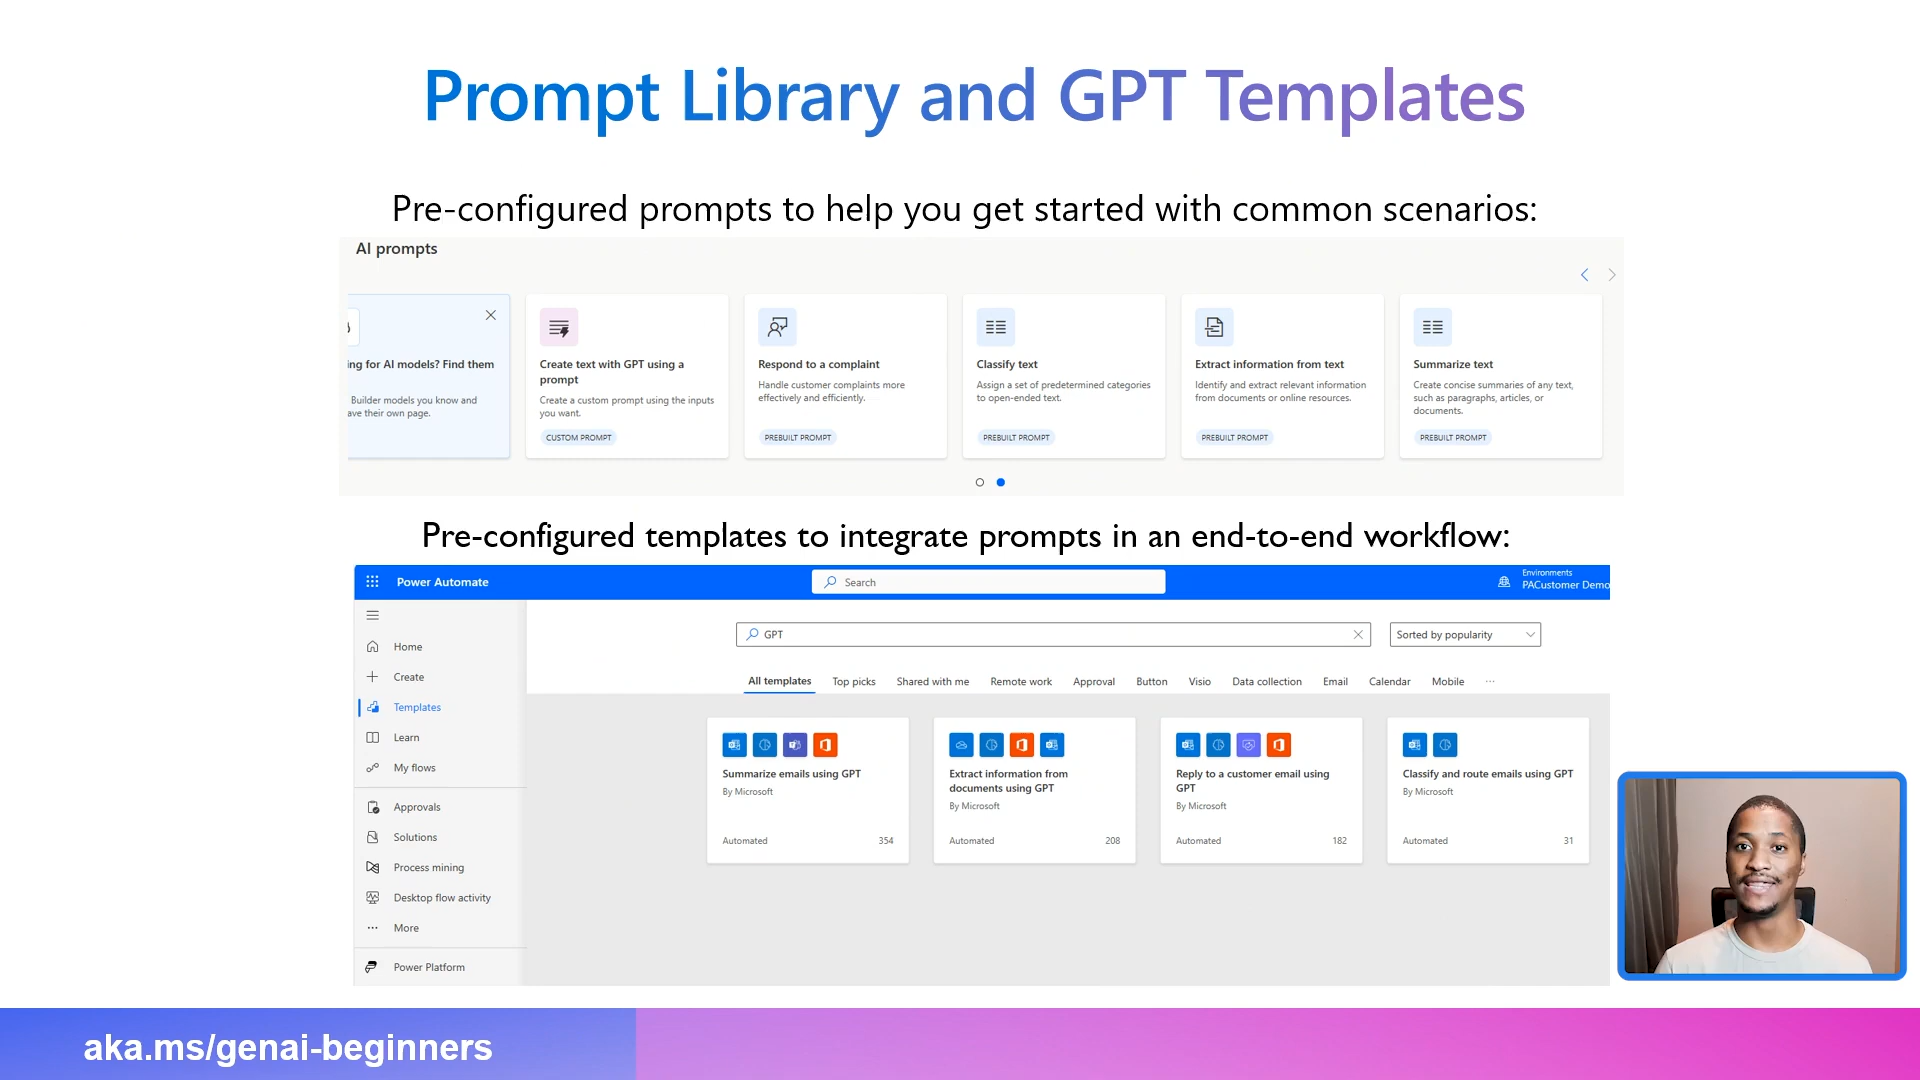 Prompt Library and GPT Templates
Pre-configured prompts to help you get started with common scenarios:
AI prompts
ing for AI models? Find them
Builder models you know and
ave their own page.
Create text with GPT using a
prompt
Create a custom prompt using the inputs
you want.
CUSTOM PROMPT
Respond to a complaint
Handle customer complaints more
effectively and efficiently.
PREBUILT PROMPT
Classify text
Assign a set of predetermined categories
to open-ended text.
PREBUILT PROMPT
Extract information from text
Identify and extract relevant information
from documents or online resources.
PREBUILT PROMPT
Summarize text
Create concise summaries of any text,
such as paragraphs, articles, or
documents.
PREBUILT PROMPT
Pre-configured templates to integrate prompts in an end-to-end workflow:
Power Automate
Search
Environments
PACustomer Demo
Home
Create
Templates
Learn
My flows
Approvals
Solutions
Process mining
Desktop flow activity
More
Power Platform
GPT
Sorted by popularity
All templates Top picks Shared with me Remote work Approval Button Visio Data collection Email Calendar Mobile ...
Summarize emails using GPT
By Microsoft
Automated 354
Extract information from
documents using GPT
By Microsoft
Automated 208
Reply to a customer email using
GPT
By Microsoft
Automated 182
Classify and route emails using GPT
By Microsoft
Automated 31
aka.ms/genai-beginners